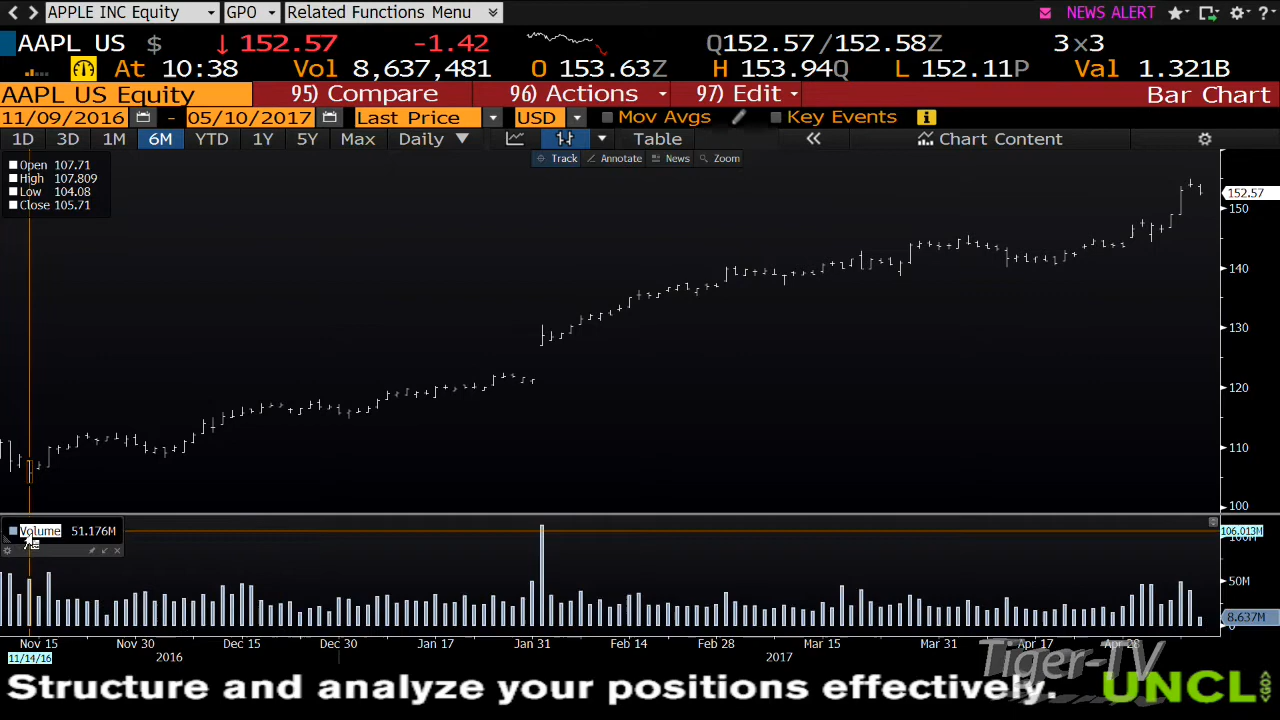 APPLE INC Equity GPO Related Functions Menu NEWS ALERT ?
AAPL US $ ↓ 152.57 -1.42 Q152.57/152.58Z 3x3
At 10:38 Vol 8,637,481 O 153.63Z H 153.94Q L 152.11P Val 1.321B
AAPL US Equity 95) Compare 96) Actions 97) Edit Bar Chart
11/09/2016 - 05/10/2017 Last Price USD Mov Avgs Key Events
1D 3D 1M 6M YTD 1Y 5Y Max Daily ▼ Table « Chart Content
Track Annotate News Zoom
Open 107.71
High 107.809
Low 104.08
Close 105.71
152.57
150
140
130
120
110
100
Volume 51.176M
106.013M
100M
50M
8.637M
0
Nov 15 Nov 30 Dec 15 Dec 30 Jan 17 Jan 31 Feb 14 Feb 28 Mar 15 Mar 31 Apr 17 Apr 28
11/14/16 2016 2017
Tiger-TV
Structure and analyze your positions effectively. UNCL